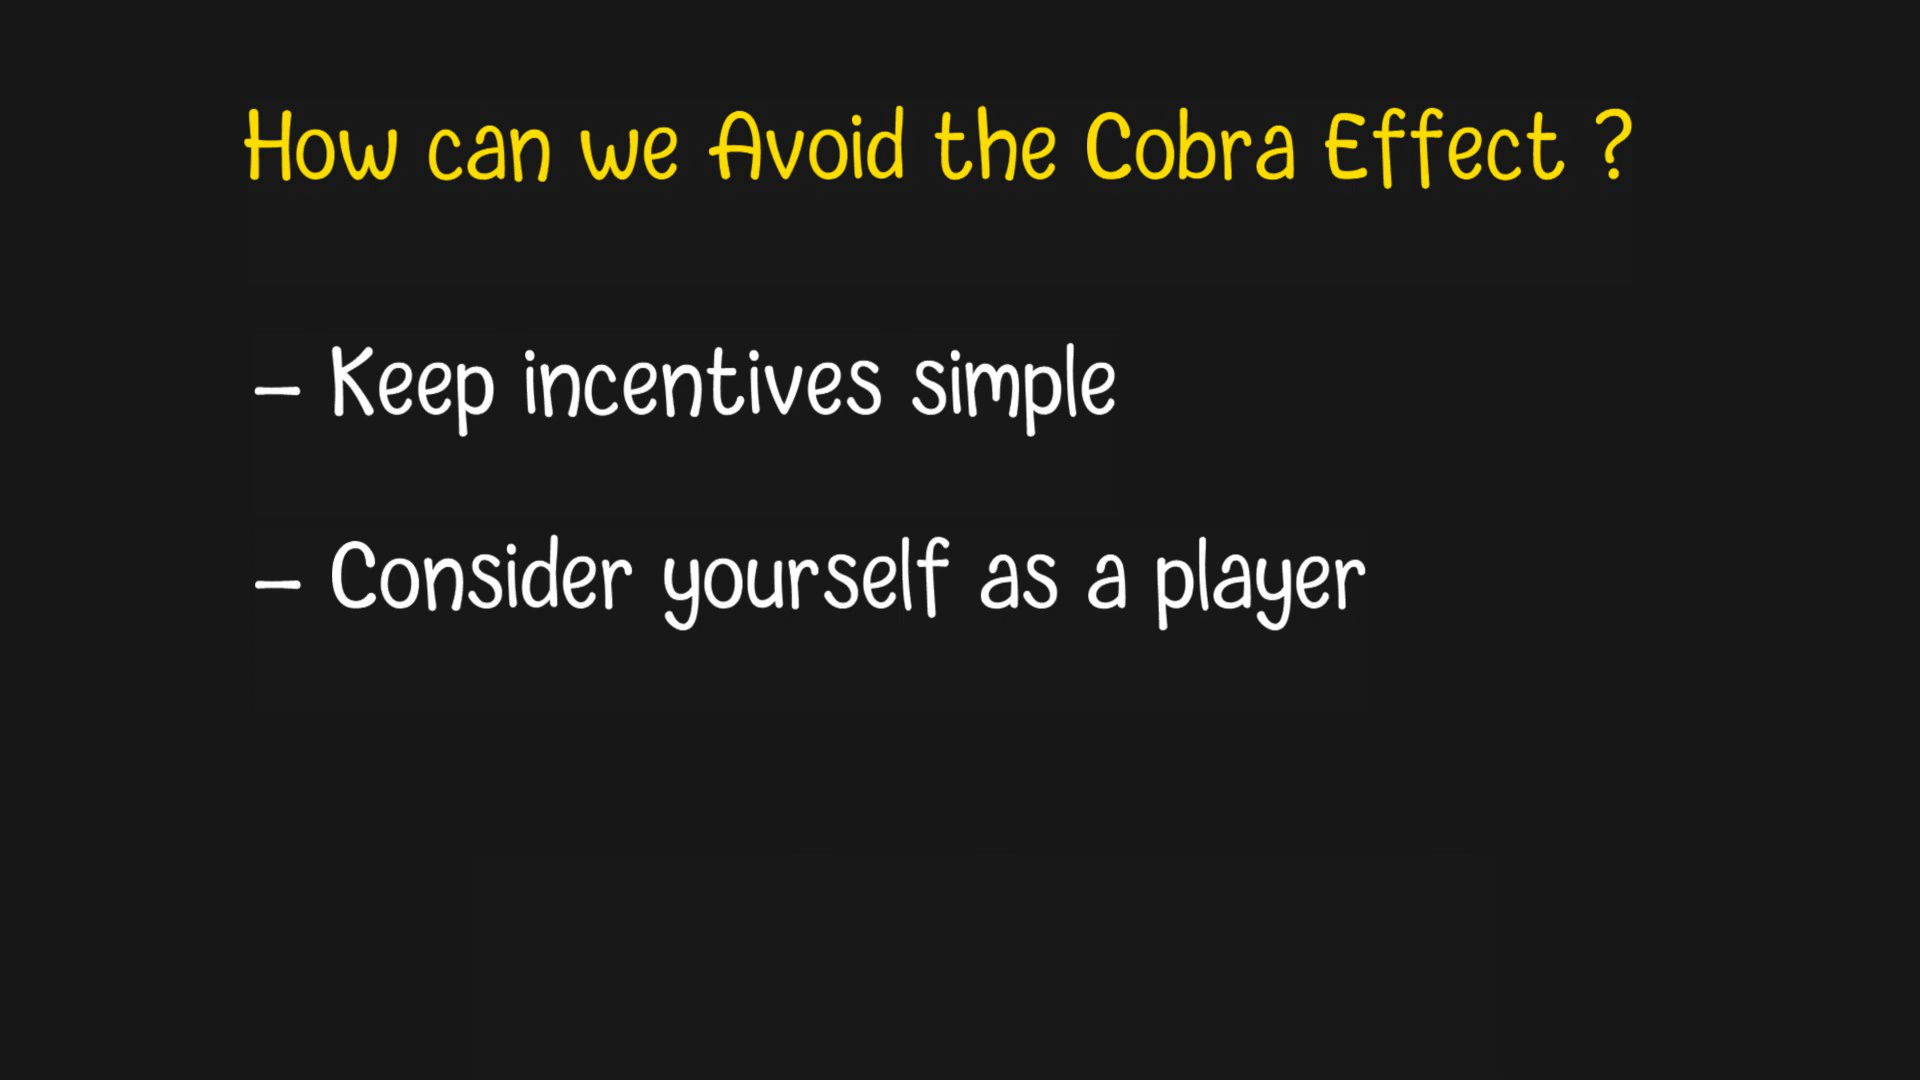 How can we Avoid the Cobra Effect ?
– Keep incentives simple
– Consider yourself as a player